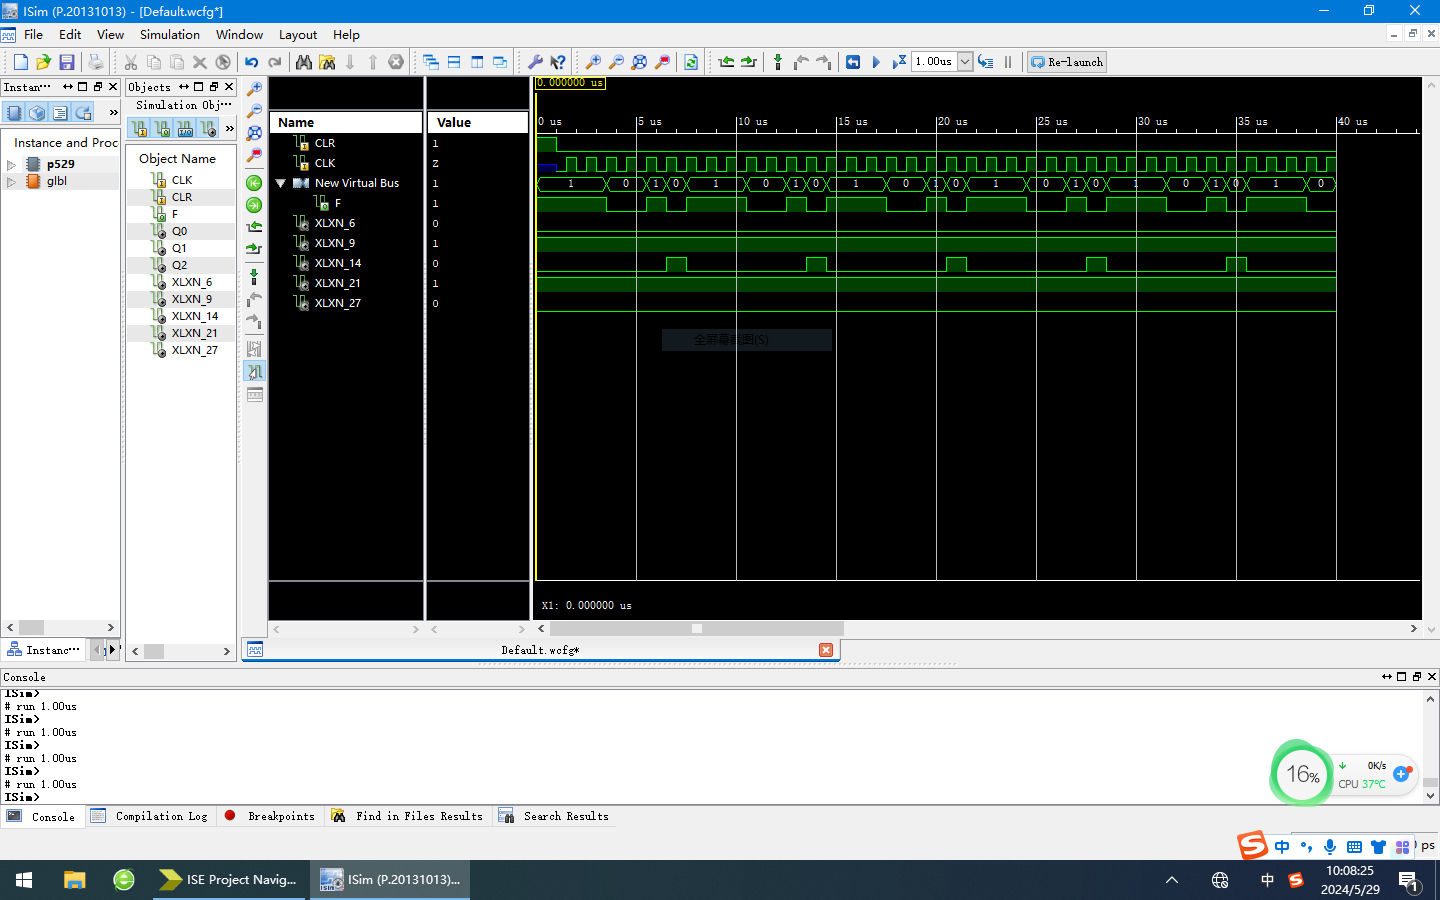 ISim (P.20131013) - [Default.wcfg*]
File Edit View Simulation Window Layout Help
1.00us Re-launch
Instan···
Objects
Simulation Obj···
Instance and Proc
p529
glbl
Object Name
CLK
CLR
F
Q0
Q1
Q2
XLXN_6
XLXN_9
XLXN_14
XLXN_21
XLXN_27
Name Value
CLR 1
CLK Z
New Virtual Bus 1
F 1
XLXN_6 0
XLXN_9 1
XLXN_14 0
XLXN_21 1
XLXN_27 0
0.000000 us
0 us 5 us 10 us 15 us 20 us 25 us 30 us 35 us 40 us
1 0 1 0 1 0 1 0 1 0 1 0 1 0 1 0 1 0 1 0 1 0
全屏幕截图(S)
X1: 0.000000 us
Instanc···
Default.wcfg*
Console
ISim>
# run 1.00us
ISim>
# run 1.00us
ISim>
# run 1.00us
ISim>
# run 1.00us
ISim>
16%
0K/s
CPU 37℃
Console Compilation Log Breakpoints Find in Files Results Search Results
中
ps
ISE Project Navig...
ISim (P.20131013)...
中
10:08:25
2024/5/29
1